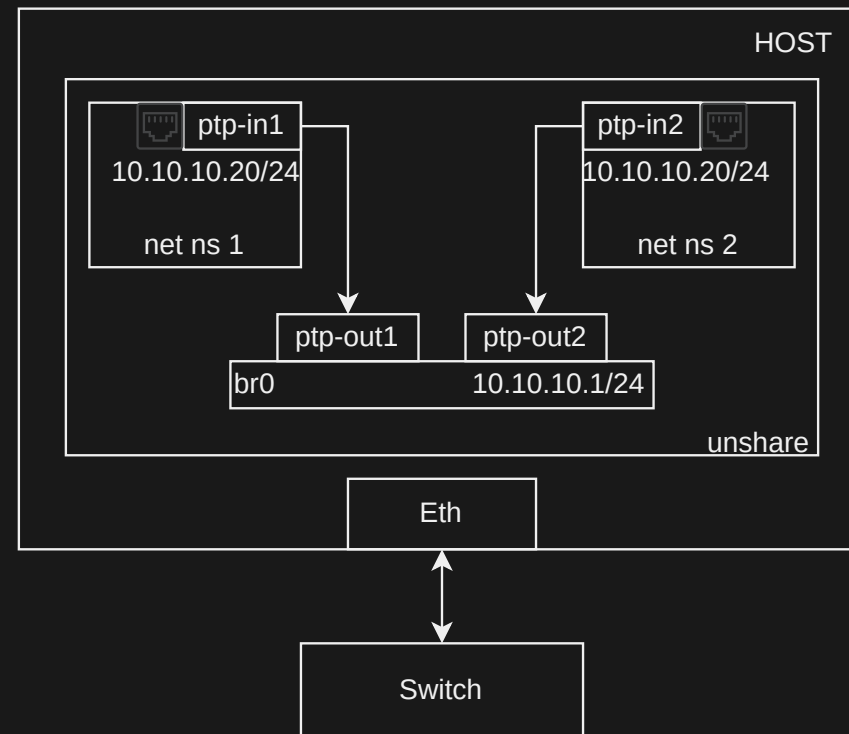 HOST
ptp-in1
ptp-in2
10.10.10.20/24
10.10.10.20/24
net ns 1
net ns 2
ptp-out1
ptp-out2
br0
10.10.10.1/24
unshare
Eth
Switch